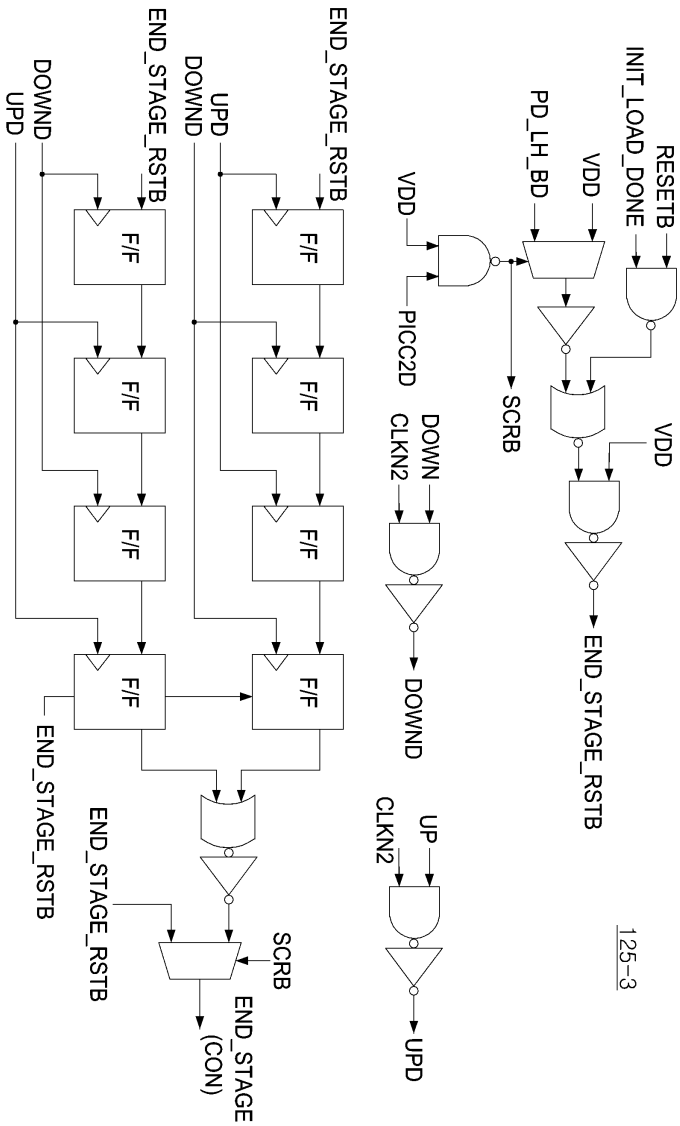 125-3
RESETB
INIT_LOAD_DONE
VDD
PD_LH_BD
VDD
END_STAGE_RSTB
VDD
PICC2D
SCRB
DOWN
CLKN2
DOWND
UP
CLKN2
UPD
END_STAGE_RSTB
F/F
F/F
F/F
F/F
UPD
DOWND
END_STAGE_RSTB
F/F
F/F
F/F
F/F
DOWND
UPD
END_STAGE_RSTB
SCRB
END_STAGE_RSTB
END_STAGE
(CON)